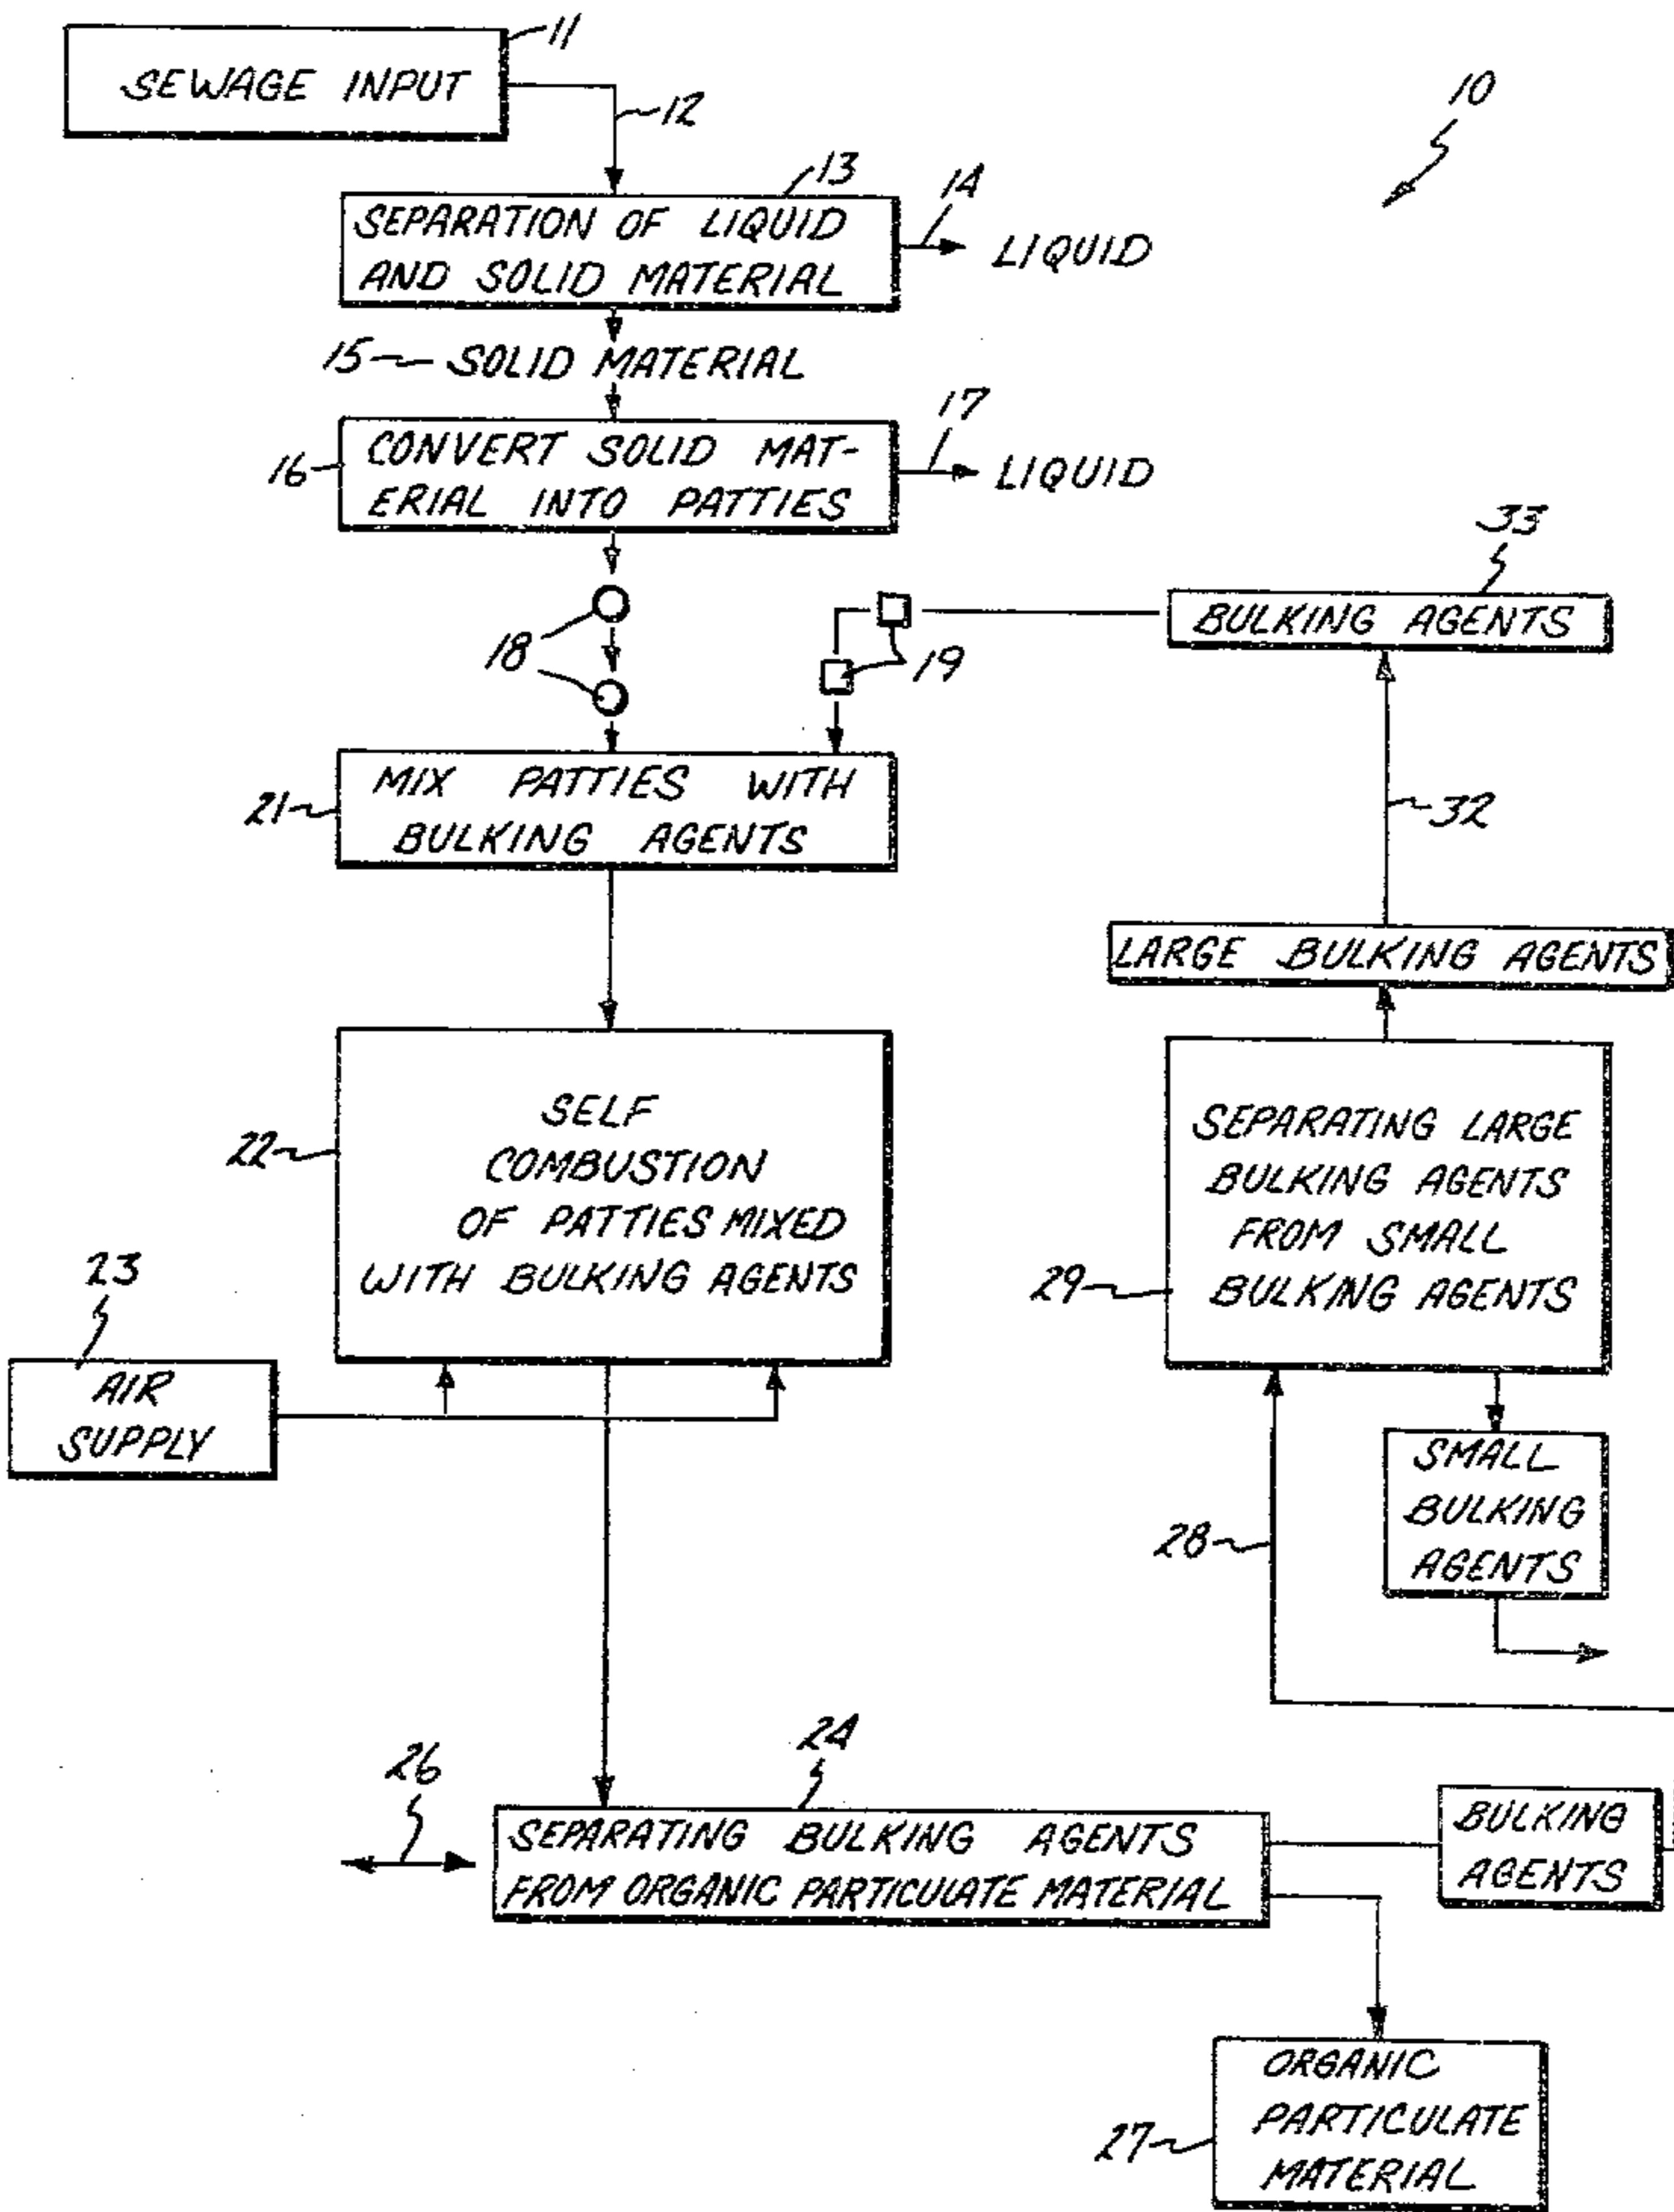 11
SEWAGE INPUT
12
10
13
SEPARATION OF LIQUID
AND SOLID MATERIAL
14
LIQUID
15
SOLID MATERIAL
16
CONVERT SOLID MAT-
ERIAL INTO PATTIES
17
LIQUID
18
19
33
BULKING AGENTS
21
MIX PATTIES WITH
BULKING AGENTS
32
LARGE BULKING AGENTS
22
SELF
COMBUSTION
OF PATTIES MIXED
WITH BULKING AGENTS
29
SEPARATING LARGE
BULKING AGENTS
FROM SMALL
BULKING AGENTS
23
AIR
SUPPLY
28
SMALL
BULKING
AGENTS
26
24
SEPARATING BULKING AGENTS
FROM ORGANIC PARTICULATE MATERIAL
BULKING
AGENTS
27
ORGANIC
PARTICULATE
MATERIAL